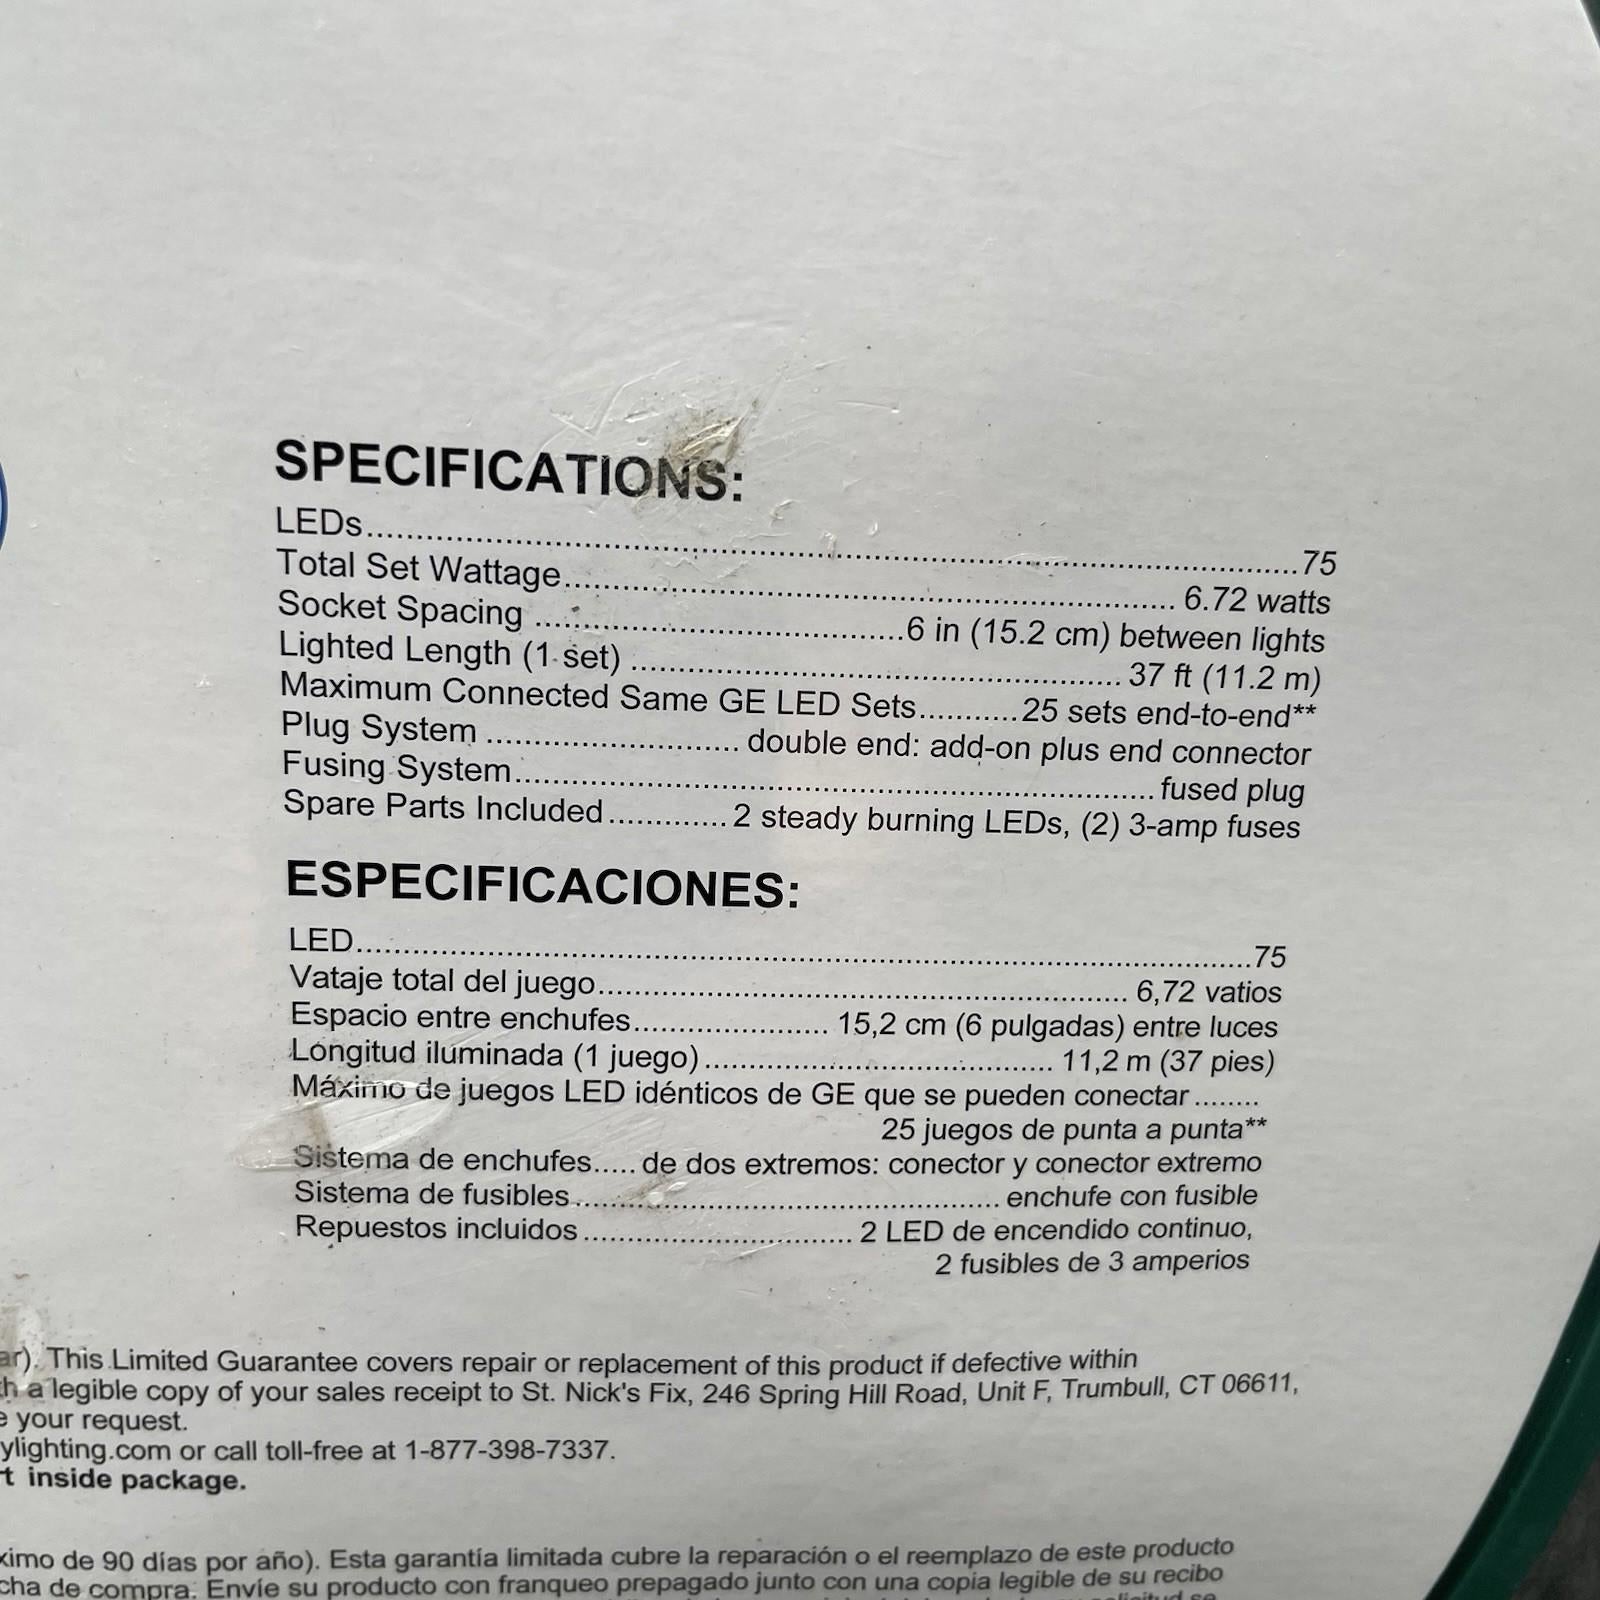 SPECIFICATIONS:
LEDs..........75
Total Set Wattage.......... 6.72 watts
Socket Spacing ..........6 in (15.2 cm) between lights
Lighted Length (1 set) .......... 37 ft (11.2 m)
Maximum Connected Same GE LED Sets...........25 sets end-to-end**
Plug System .......... double end: add-on plus end connector
Fusing System.......... fused plug
Spare Parts Included.............2 steady burning LEDs, (2) 3-amp fuses
ESPECIFICACIONES:
LED..........75
Vataje total del juego.......... 6,72 vatios
Espacio entre enchufes.......... 15,2 cm (6 pulgadas) entre luces
Longitud iluminada (1 juego).......... 11,2 m (37 pies)
Máximo de juegos LED idénticos de GE que se pueden conectar ........
25 juegos de punta a punta**
Sistema de enchufes..... de dos extremos: conector y conector extremo
Sistema de fusibles.......... enchufe con fusible
Repuestos incluidos.......... 2 LED de encendido continuo,
2 fusibles de 3 amperios
ar). This Limited Guarantee covers repair or replacement of this product if defective within
a legible copy of your sales receipt to St. Nick's Fix, 246 Spring Hill Road, Unit F, Trumbull, CT 06611,
your request.
ylighting.com or call toll-free at 1-877-398-7337.
inside package.
ximo de 90 días por año). Esta garantía limitada cubre la reparación o el reemplazo de este producto
cha de compra. Envíe su producto con franqueo prepagado junto con una copia legible de su recibo